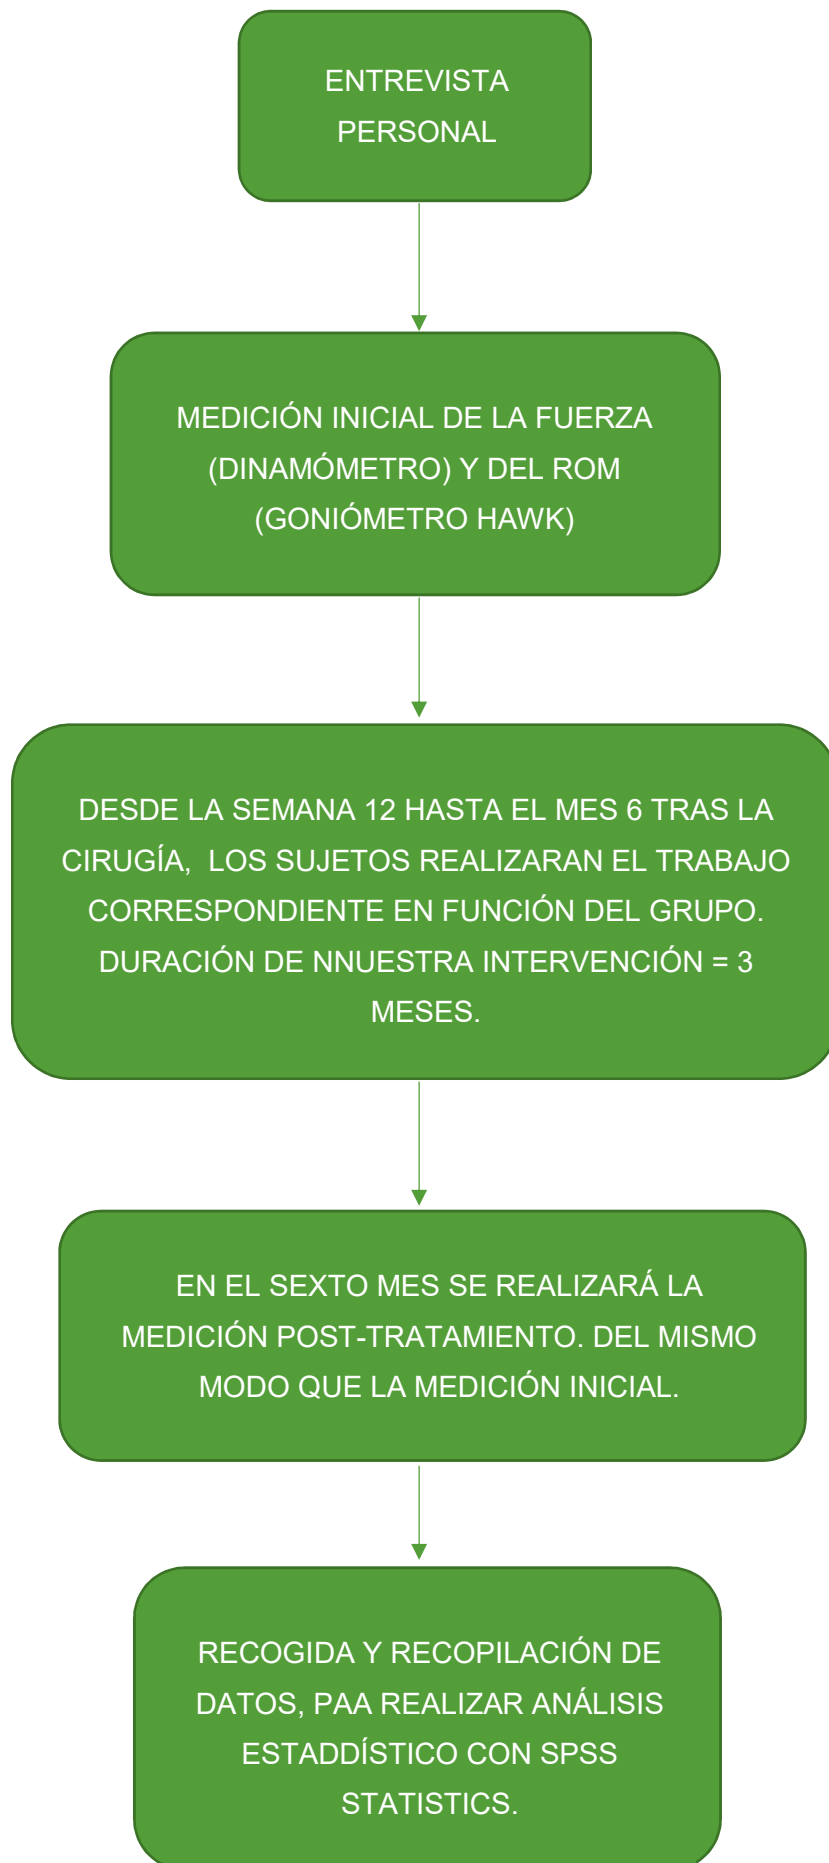 ENTREVISTA
PERSONAL
MEDICIÓN INICIAL DE LA FUERZA
(DINAMÓMETRO) Y DEL ROM
(GONIÓMETRO HAWK)
DESDE LA SEMANA 12 HASTA EL MES 6 TRAS LA
CIRUGÍA, LOS SUJETOS REALIZARAN EL TRABAJO
CORRESPONDIENTE EN FUNCIÓN DEL GRUPO.
DURACIÓN DE NNUESTRA INTERVENCIÓN = 3
MESES.
EN EL SEXTO MES SE REALIZARÁ LA
MEDICIÓN POST-TRATAMIENTO. DEL MISMO
MODO QUE LA MEDICIÓN INICIAL.
RECOGIDA Y RECOPILACIÓN DE
DATOS, PAA REALIZAR ANÁLISIS
ESTADDÍSTICO CON SPSS
STATISTICS.